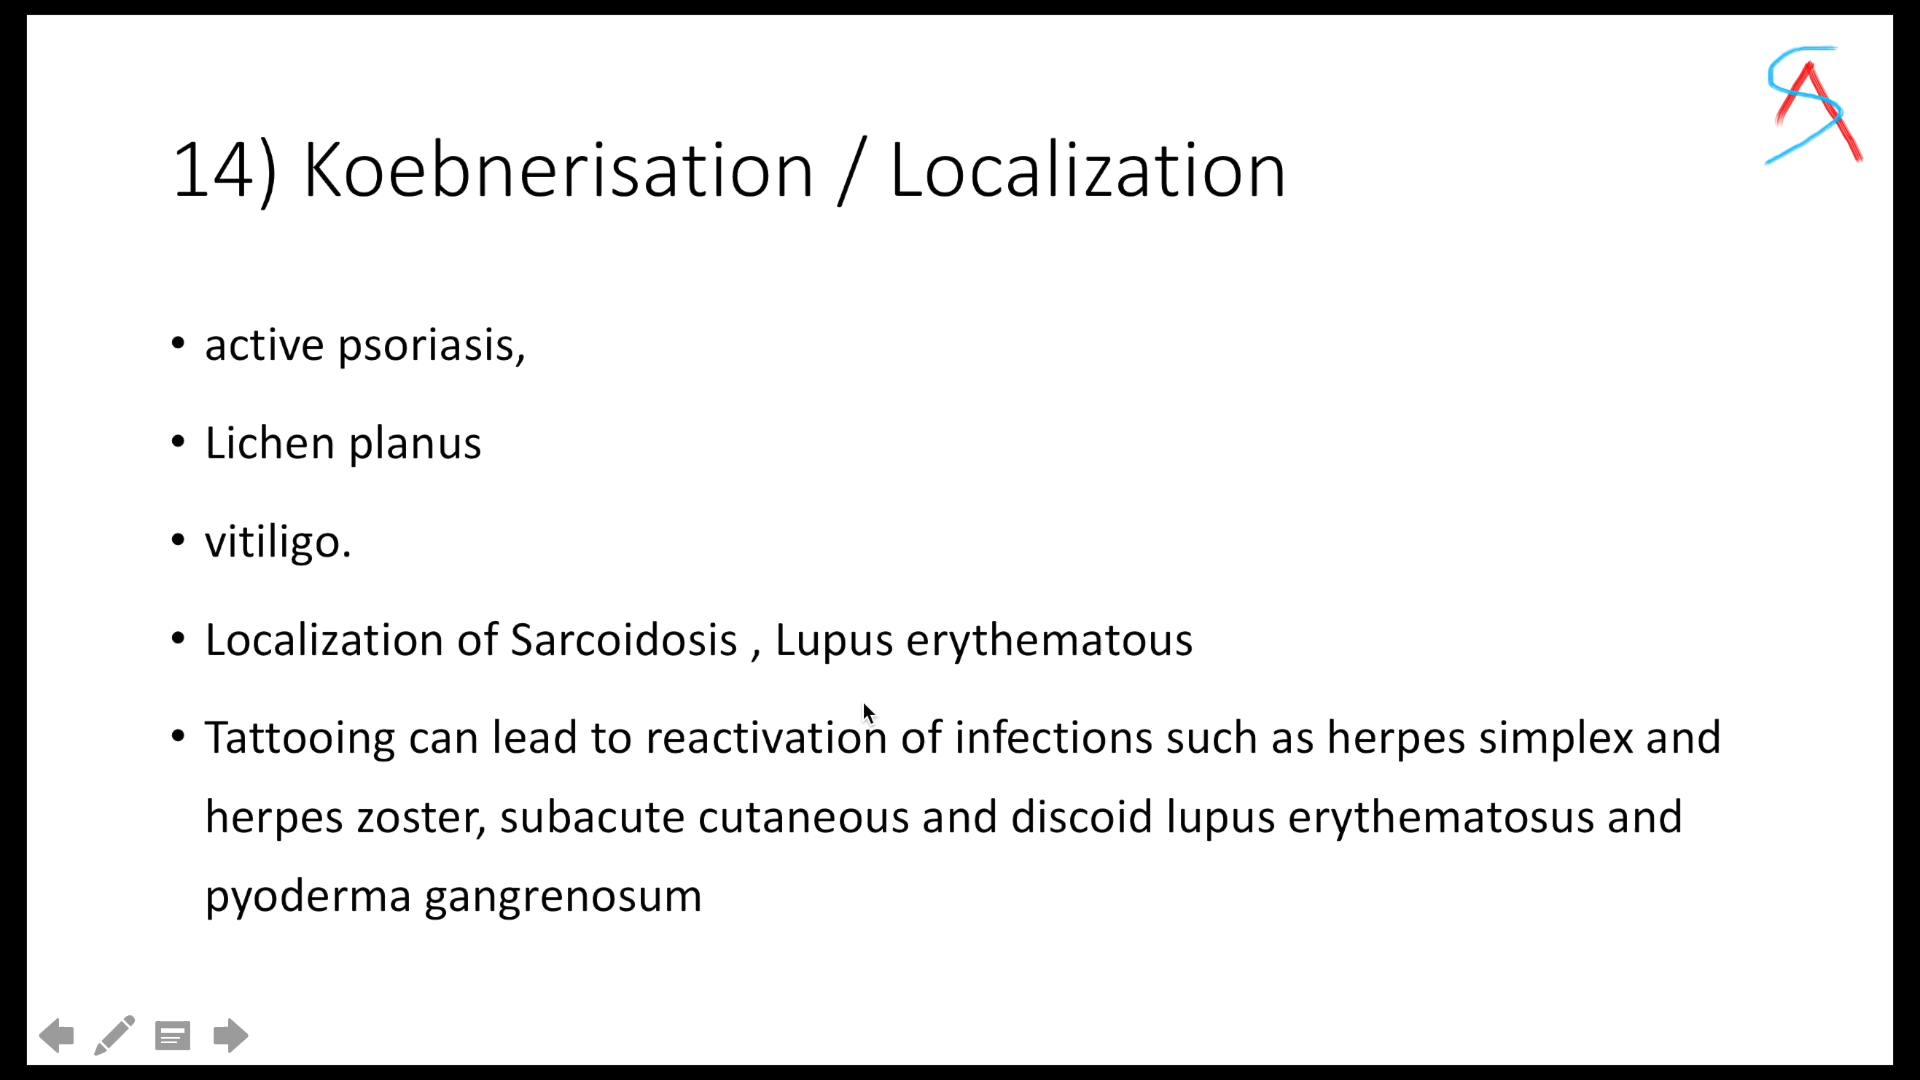 SA
14) Koebnerisation / Localization
• active psoriasis,
• Lichen planus
• vitiligo.
• Localization of Sarcoidosis , Lupus erythematous
• Tattooing can lead to reactivation of infections such as herpes simplex and
herpes zoster, subacute cutaneous and discoid lupus erythematosus and
pyoderma gangrenosum